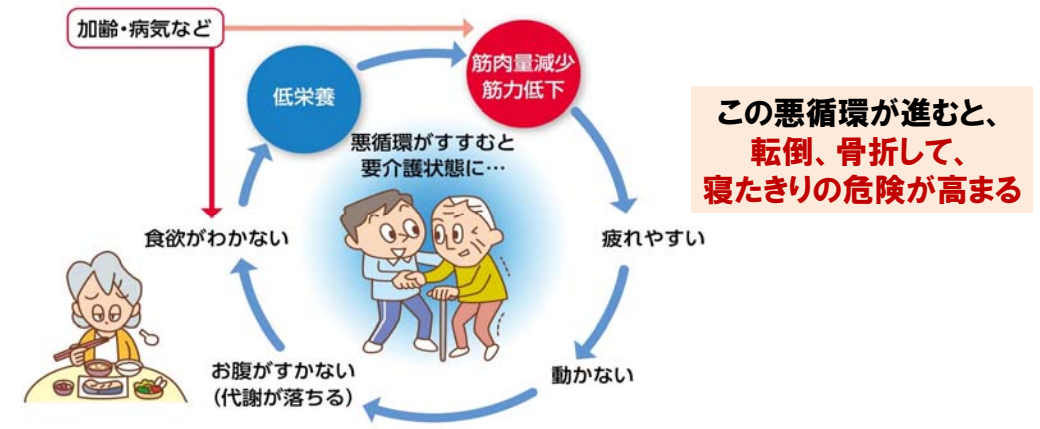 加齢・病気など
低栄養
筋肉量減少
筋力低下
悪循環がすすむと
要介護状態に…
この悪循環が進むと、
転倒、骨折して、
寝たきりの危険が高まる
食欲がわかない
疲れやすい
お腹がすかない
（代謝が落ちる）
動かない